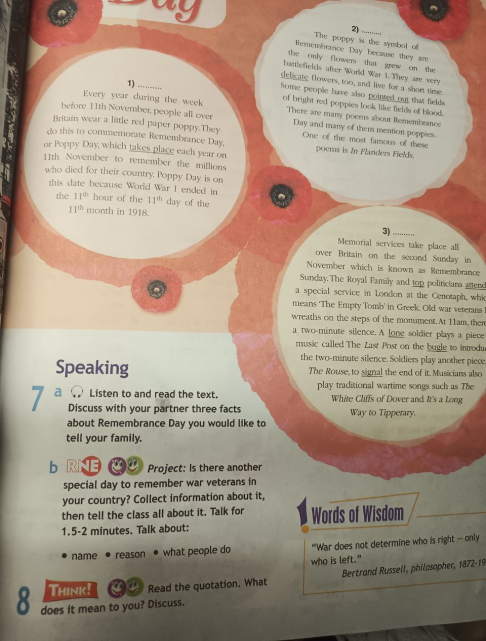 Day
1) ..........
Every year during the week
before 11th November, people all over
Britain wear a little red paper poppy. They
do this to commemorate Remembrance Day,
or Poppy Day, which takes place each year on
11th November to remember the millions
who died for their country. Poppy Day is on
this date because World War I ended in
the 11th hour of the 11th day of the
11th month in 1918.
2) ..........
The poppy is the symbol of
Remembrance Day because they are
the only flowers that grew on the
battlefields after World War I. They are very
delicate flowers, too, and live for a short time.
Some people have also pointed out that fields
of bright red poppies look like fields of blood.
There are many poems about Remembrance
Day and many of them mention poppies.
One of the most famous of these
poems is In Flanders Fields.
3) ..........
Memorial services take place all
over Britain on the second Sunday in
November which is known as Remembrance
Sunday. The Royal Family and top politicians attend
a special service in London at the Cenotaph, whic
means 'The Empty Tomb' in Greek. Old war veterans
wreaths on the steps of the monument. At 11am, there
a two-minute silence. A lone soldier plays a piece
music called The Last Post on the bugle to introdu
the two-minute silence. Soldiers play another piece
The Rouse, to signal the end of it. Musicians also
play traditional wartime songs such as The
White Cliffs of Dover and It's a Long
Way to Tipperary.
Speaking
7 a Listen to and read the text.
Discuss with your partner three facts
about Remembrance Day you would like to
tell your family.
b RNE Project: Is there another
special day to remember war veterans in
your country? Collect information about it,
then tell the class all about it. Talk for
1.5-2 minutes. Talk about:
• name • reason • what people do
8 THINK! Read the quotation. What
does it mean to you? Discuss.
Words of Wisdom
"War does not determine who is right – only
who is left."
Bertrand Russell, philosopher, 1872-19